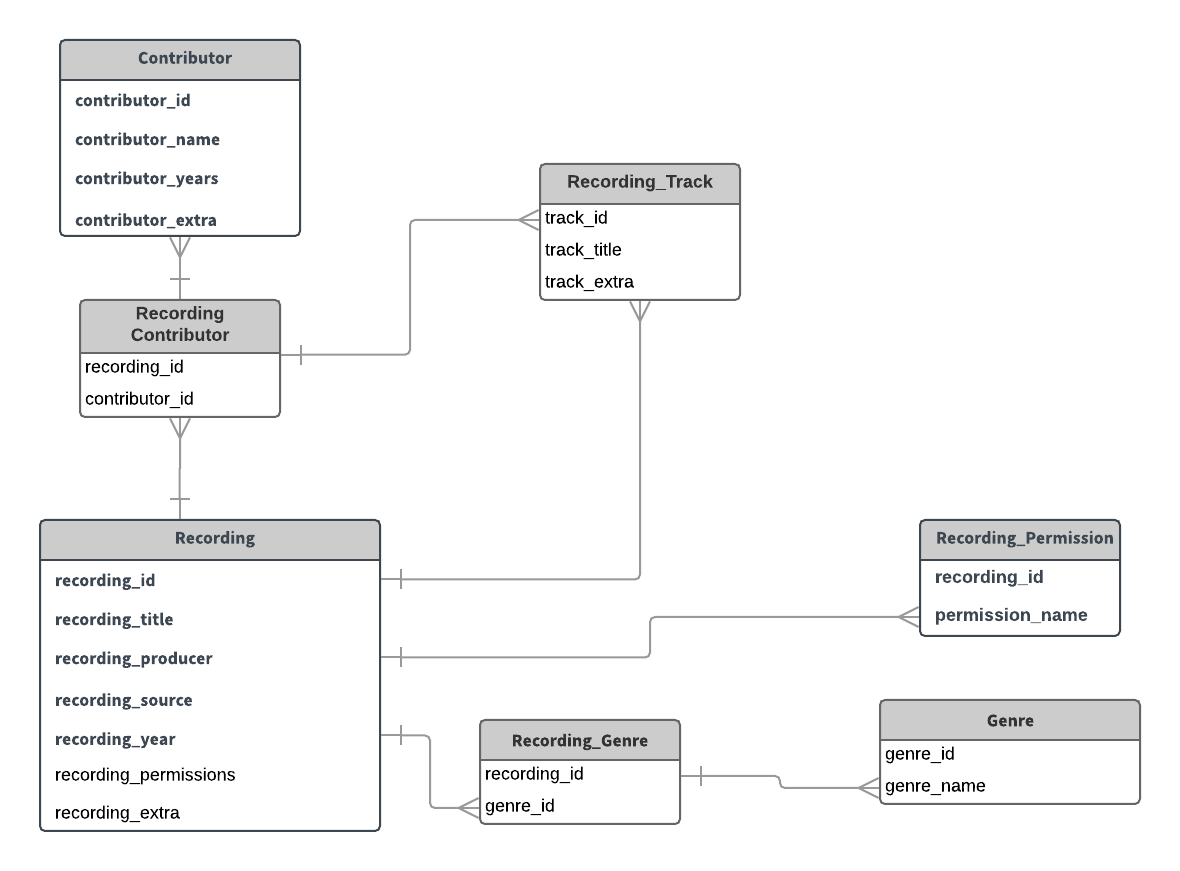 Contributor
contributor_id
contributor_name
contributor_years
contributor_extra
Recording
Contributor
recording_id
contributor_id
Recording_Track
track_id
track_title
track_extra
Recording
recording_id
recording_title
recording_producer
recording_source
recording_year
recording_permissions
recording_extra
Recording_Permission
recording_id
permission_name
Recording_Genre
recording_id
genre_id
Genre
genre_id
genre_name